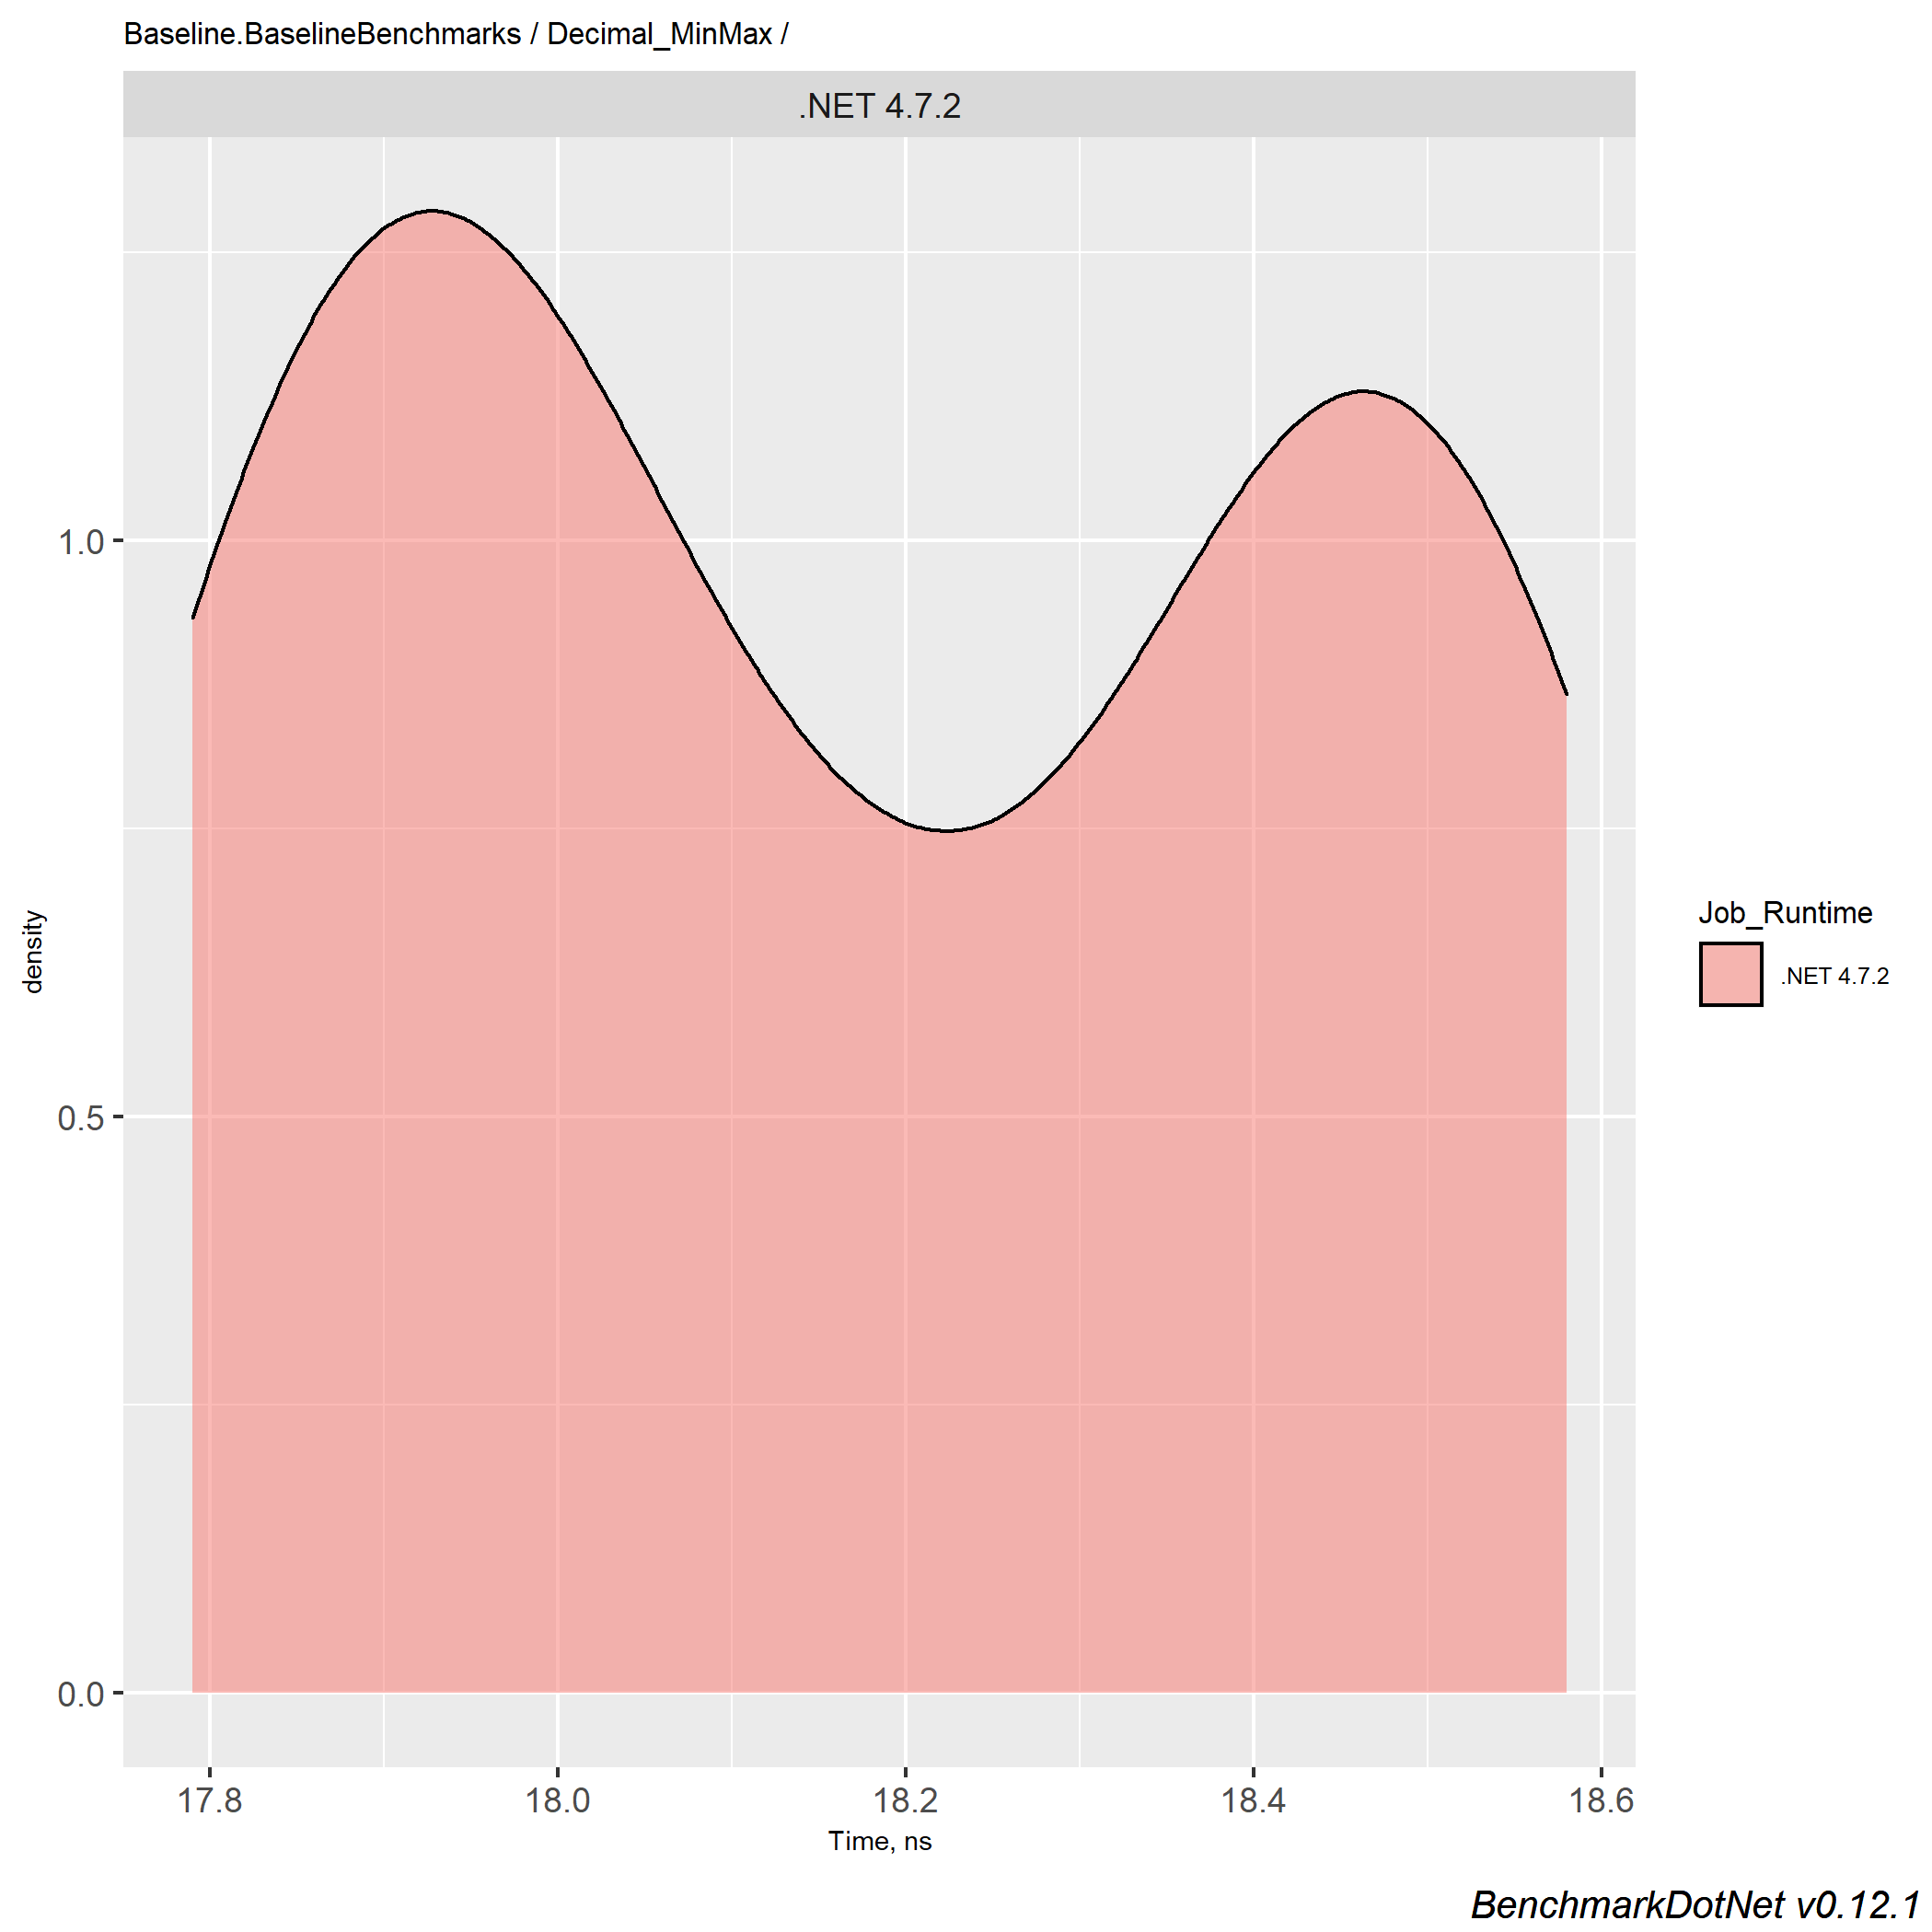 Baseline.BaselineBenchmarks / Decimal_MinMax /
.NET 4.7.2
1.0
0.5
0.0
density
17.8 18.0 18.2 18.4 18.6
Time, ns
Job_Runtime
.NET 4.7.2
BenchmarkDotNet v0.12.1